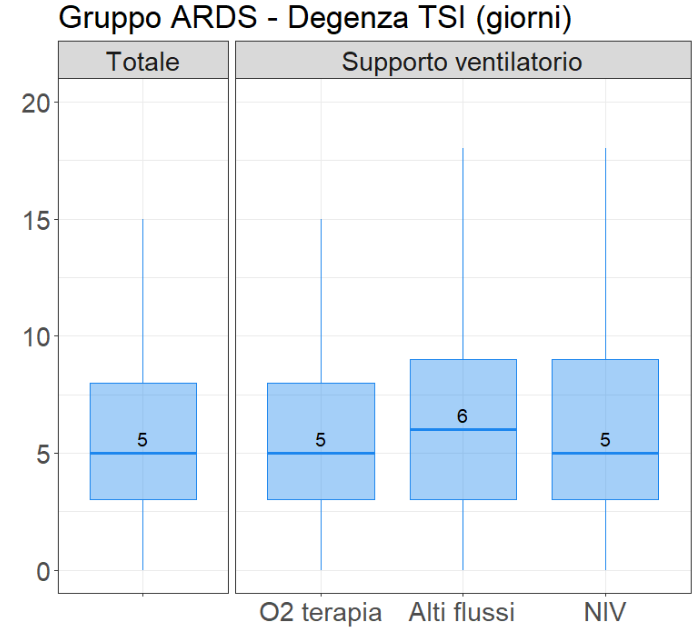 Gruppo ARDS - Degenza TSI (giorni)
Totale
Supporto ventilatorio
20
15
10
5
0
5
5
6
5
O2 terapia
Alti flussi
NIV